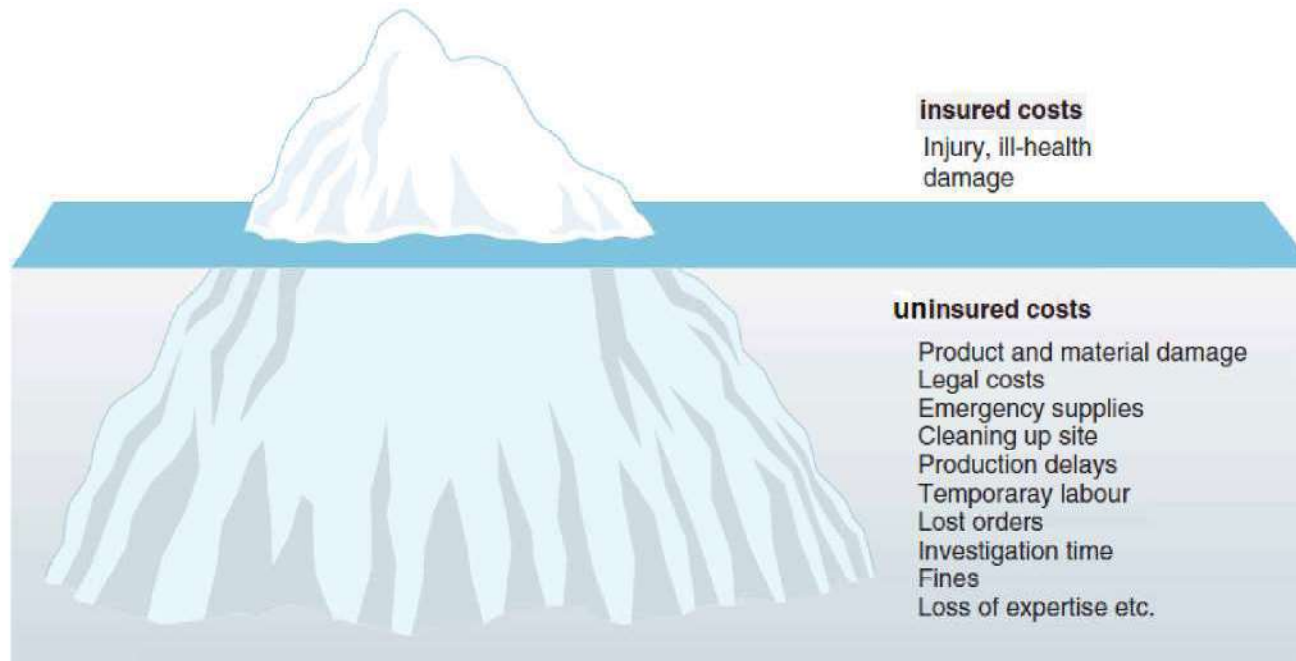 insured costs
Injury, ill-health
damage
uninsured costs
Product and material damage
Legal costs
Emergency supplies
Cleaning up site
Production delays
Temporaray labour
Lost orders
Investigation time
Fines
Loss of expertise etc.